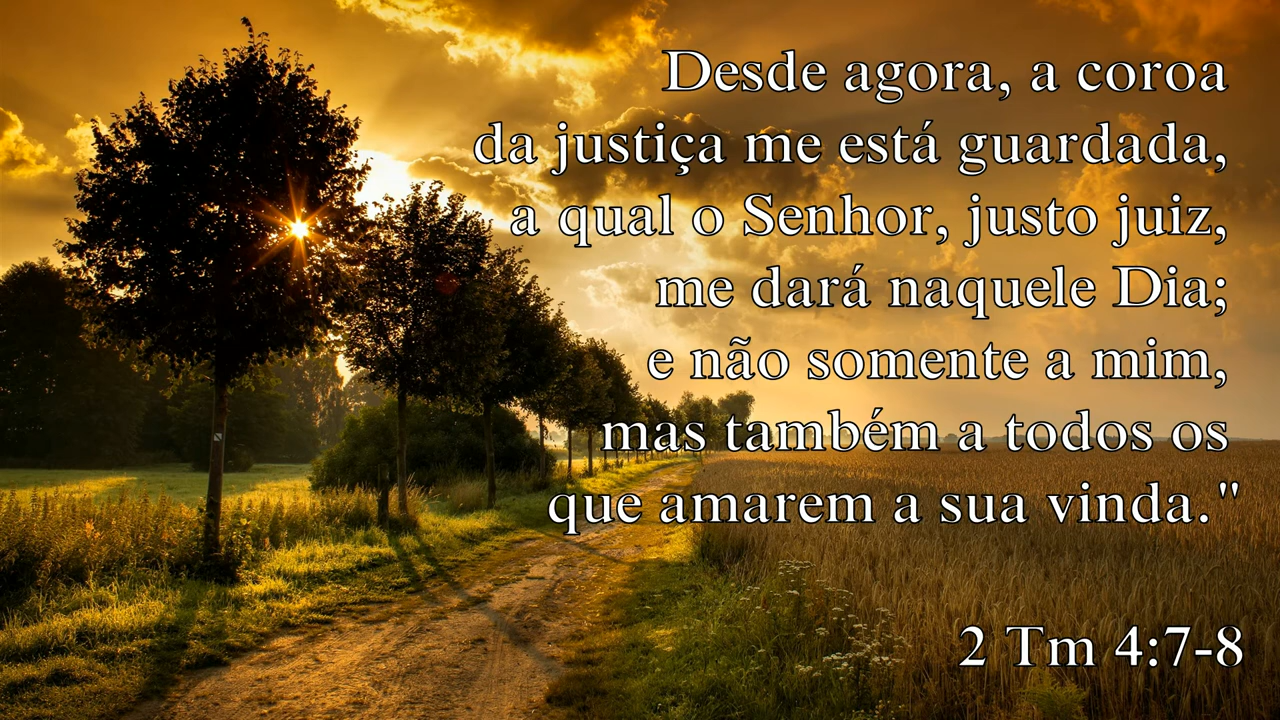 Desde agora, a coroa
da justiça me está guardada,
a qual o Senhor, justo juiz,
me dará naquele Dia;
e não somente a mim,
mas também a todos os
que amarem a sua vinda."
2 Tm 4:7-8